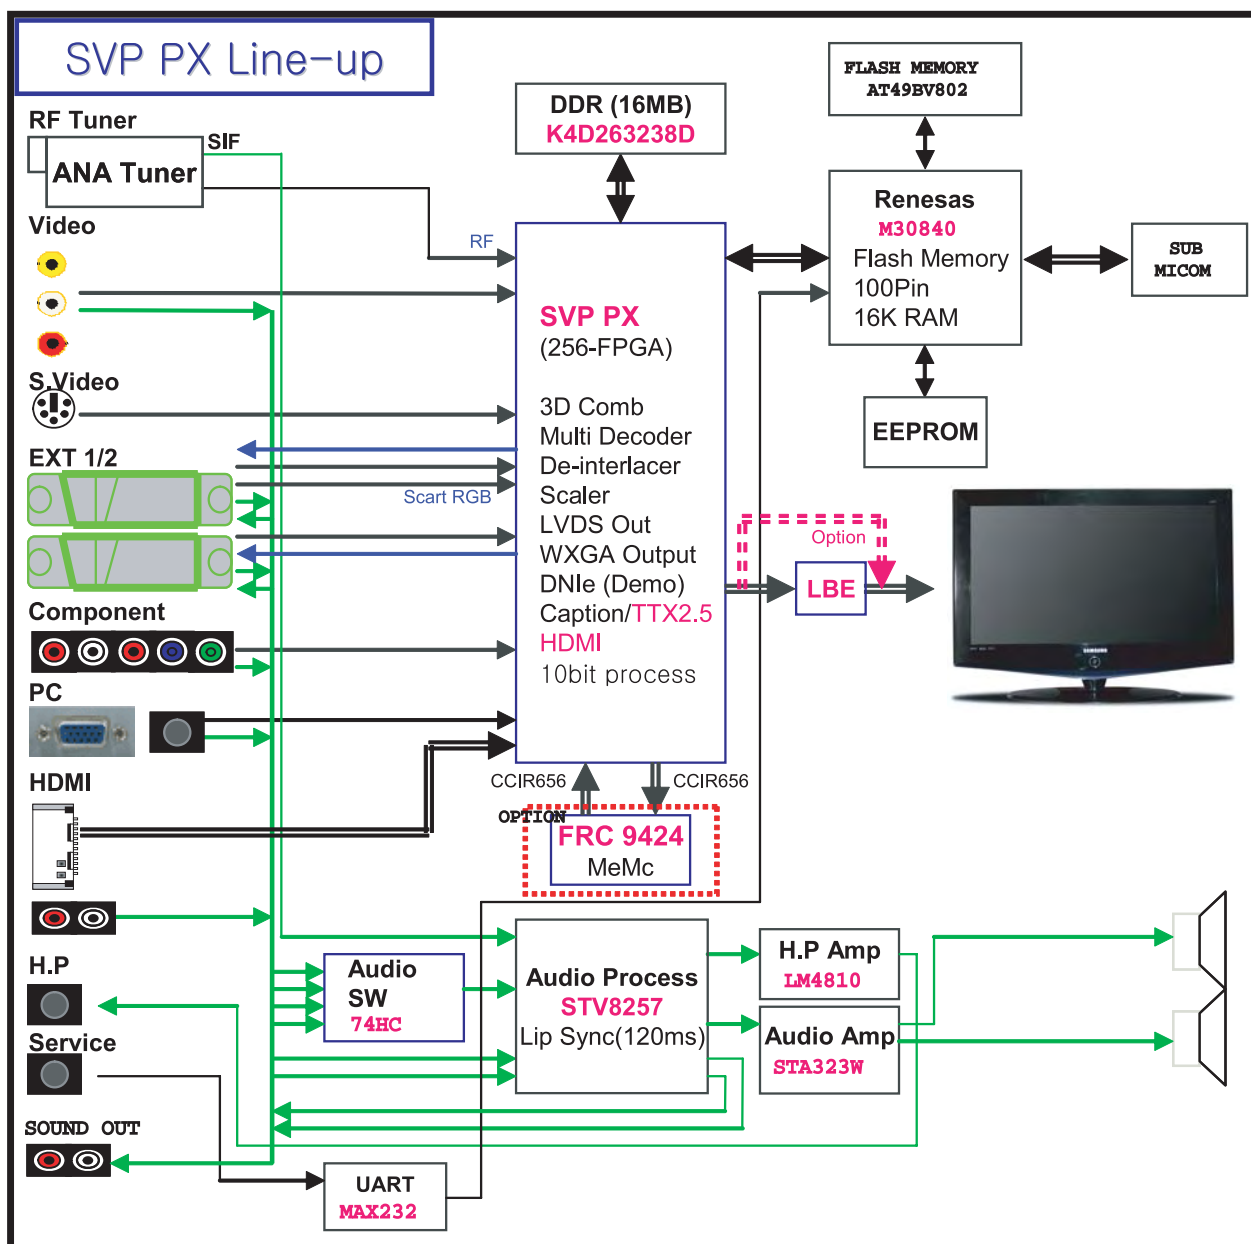 SVP PX Line-up
RF Tuner
SIF
ANA Tuner
Video
S.Video
EXT 1/2
Component
PC
HDMI
H.P
Service
SOUND OUT
RF
Scart RGB
DDR (16MB)
K4D263238D
FLASH MEMORY
AT49BV802
Renesas
M30840
Flash Memory
100Pin
16K RAM
SUB
MICOM
EEPROM
SVP PX
(256-FPGA)
3D Comb
Multi Decoder
De-interlacer
Scaler
LVDS Out
WXGA Output
DNIe (Demo)
Caption/TTX2.5
HDMI
10bit process
Option
LBE
SAMSUNG
CCIR656
CCIR656
OPTION
FRC 9424
MeMc
Audio
SW
74HC
Audio Process
STV8257
Lip Sync(120ms)
H.P Amp
LM4810
Audio Amp
STA323W
UART
MAX232